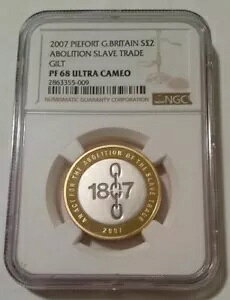 2007 PIEFORT G.BRITAIN S£2
ABOLITION SLAVE TRADE
GILT
PF 68 ULTRA CAMEO
2863355-009
NUMISMATIC GUARANTY CORPORATION
NGC
AN ACT FOR THE ABOLITION OF THE SLAVE TRADE
1807
2007